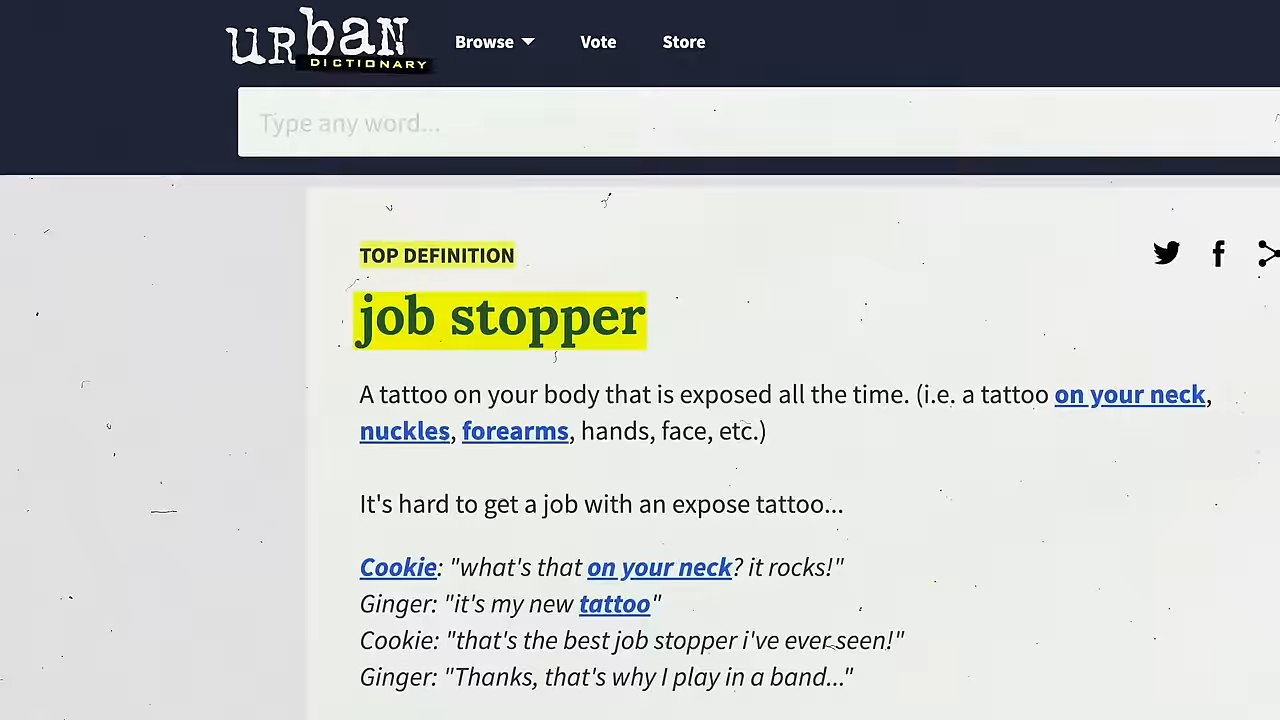 urban
DICTIONARY
Browse Vote Store
Type any word...
TOP DEFINITION
job stopper
A tattoo on your body that is exposed all the time. (i.e. a tattoo on your neck,
nuckles, forearms, hands, face, etc.)
It's hard to get a job with an expose tattoo...
Cookie: "what's that on your neck? it rocks!"
Ginger: "it's my new tattoo"
Cookie: "that's the best job stopper i've ever seen!"
Ginger: "Thanks, that's why I play in a band..."